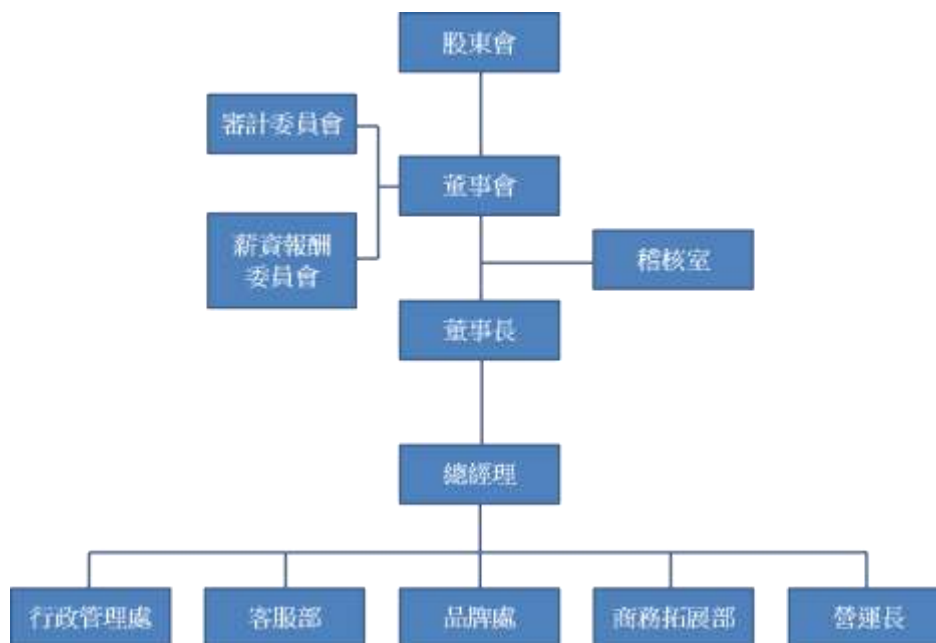 股東會
審計委員會
董事會
薪資報酬
委員會
稽核室
董事長
總經理
行政管理處
客服部
品牌處
商務拓展部
營運長